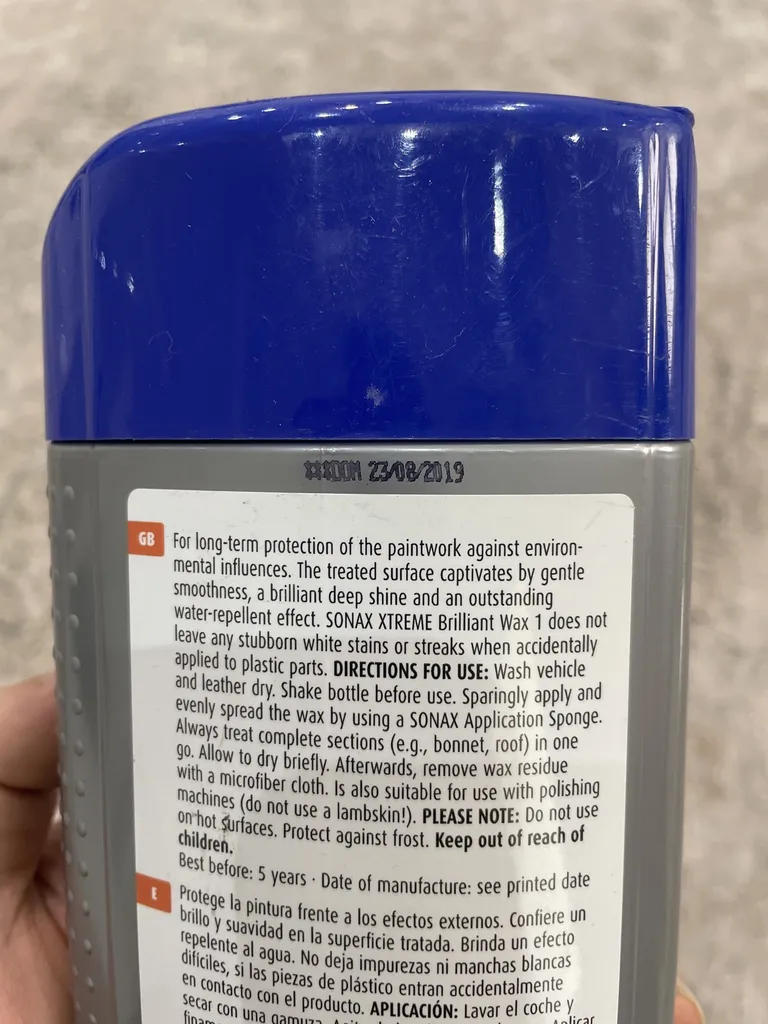 DOM 23/08/2019
GB
For long-term protection of the paintwork against environ-
mental influences. The treated surface captivates by gentle
smoothness, a brilliant deep shine and an outstanding
water-repellent effect. SONAX XTREME Brilliant Wax 1 does not
leave any stubborn white stains or streaks when accidentally
applied to plastic parts. DIRECTIONS FOR USE: Wash vehicle
and leather dry. Shake bottle before use. Sparingly apply and
evenly spread the wax by using a SONAX Application Sponge.
Always treat complete sections (e.g., bonnet, roof) in one
go. Allow to dry briefly. Afterwards, remove wax residue
with a microfiber cloth. Is also suitable for use with polishing
machines (do not use a lambskin!). PLEASE NOTE: Do not use
on hot surfaces. Protect against frost. Keep out of reach of
children.
Best before: 5 years · Date of manufacture: see printed date
E
Protege la pintura frente a los efectos externos. Confiere un
brillo y suavidad en la superficie tratada. Brinda un efecto
repelente al agua. No deja impurezas ni manchas blancas
difíciles, si las piezas de plástico entran accidentalmente
en contacto con el producto. APLICACIÓN: Lavar el coche y
secar con una gamuza.